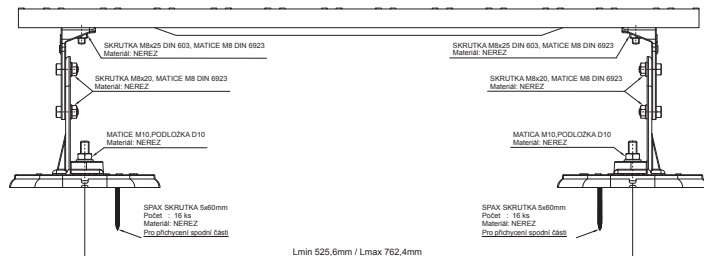 SKRUTKA M8x25 DIN 603, MATICE M8 DIN 6923
Materiál: NEREZ
SKRUTKA M8x25 DIN 603, MATICE M8 DIN 6923
Materiál: NEREZ
SKRUTKA M8x20, MATICE M8 DIN 6923
Materiál: NEREZ
SKRUTKA M8x20, MATICE M8 DIN 6923
Materiál: NEREZ
MATICE M10,PODLOŽKA D10
Materiál: NEREZ
MATICA M10,PODLOŽKA D10
Materiál: NEREZ
SPAX SKRUTKA 5x60mm
Počet : 16 ks
Materiál: NEREZ
Pro přichycení spodní části
SPAX SKRUTKA 5x60mm
Počet : 16 ks
Materiál: NEREZ
Pro přichycení spodní části
Lmin 525,6mm / Lmax 762,4mm